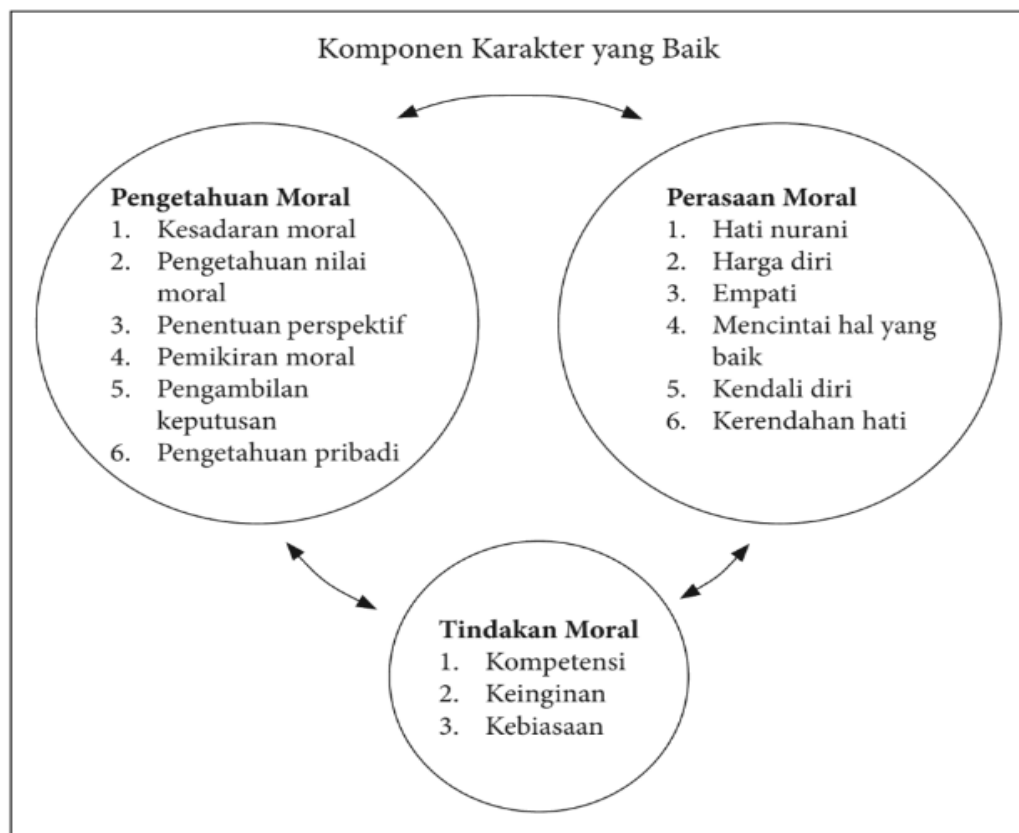 Komponen Karakter yang Baik
Pengetahuan Moral
1. Kesadaran moral
2. Pengetahuan nilai
moral
3. Penentuan perspektif
4. Pemikiran moral
5. Pengambilan
keputusan
6. Pengetahuan pribadi
Perasaan Moral
1. Hati nurani
2. Harga diri
3. Empati
4. Mencintai hal yang
baik
5. Kendali diri
6. Kerendahan hati
Tindakan Moral
1. Kompetensi
2. Keinginan
3. Kebiasaan